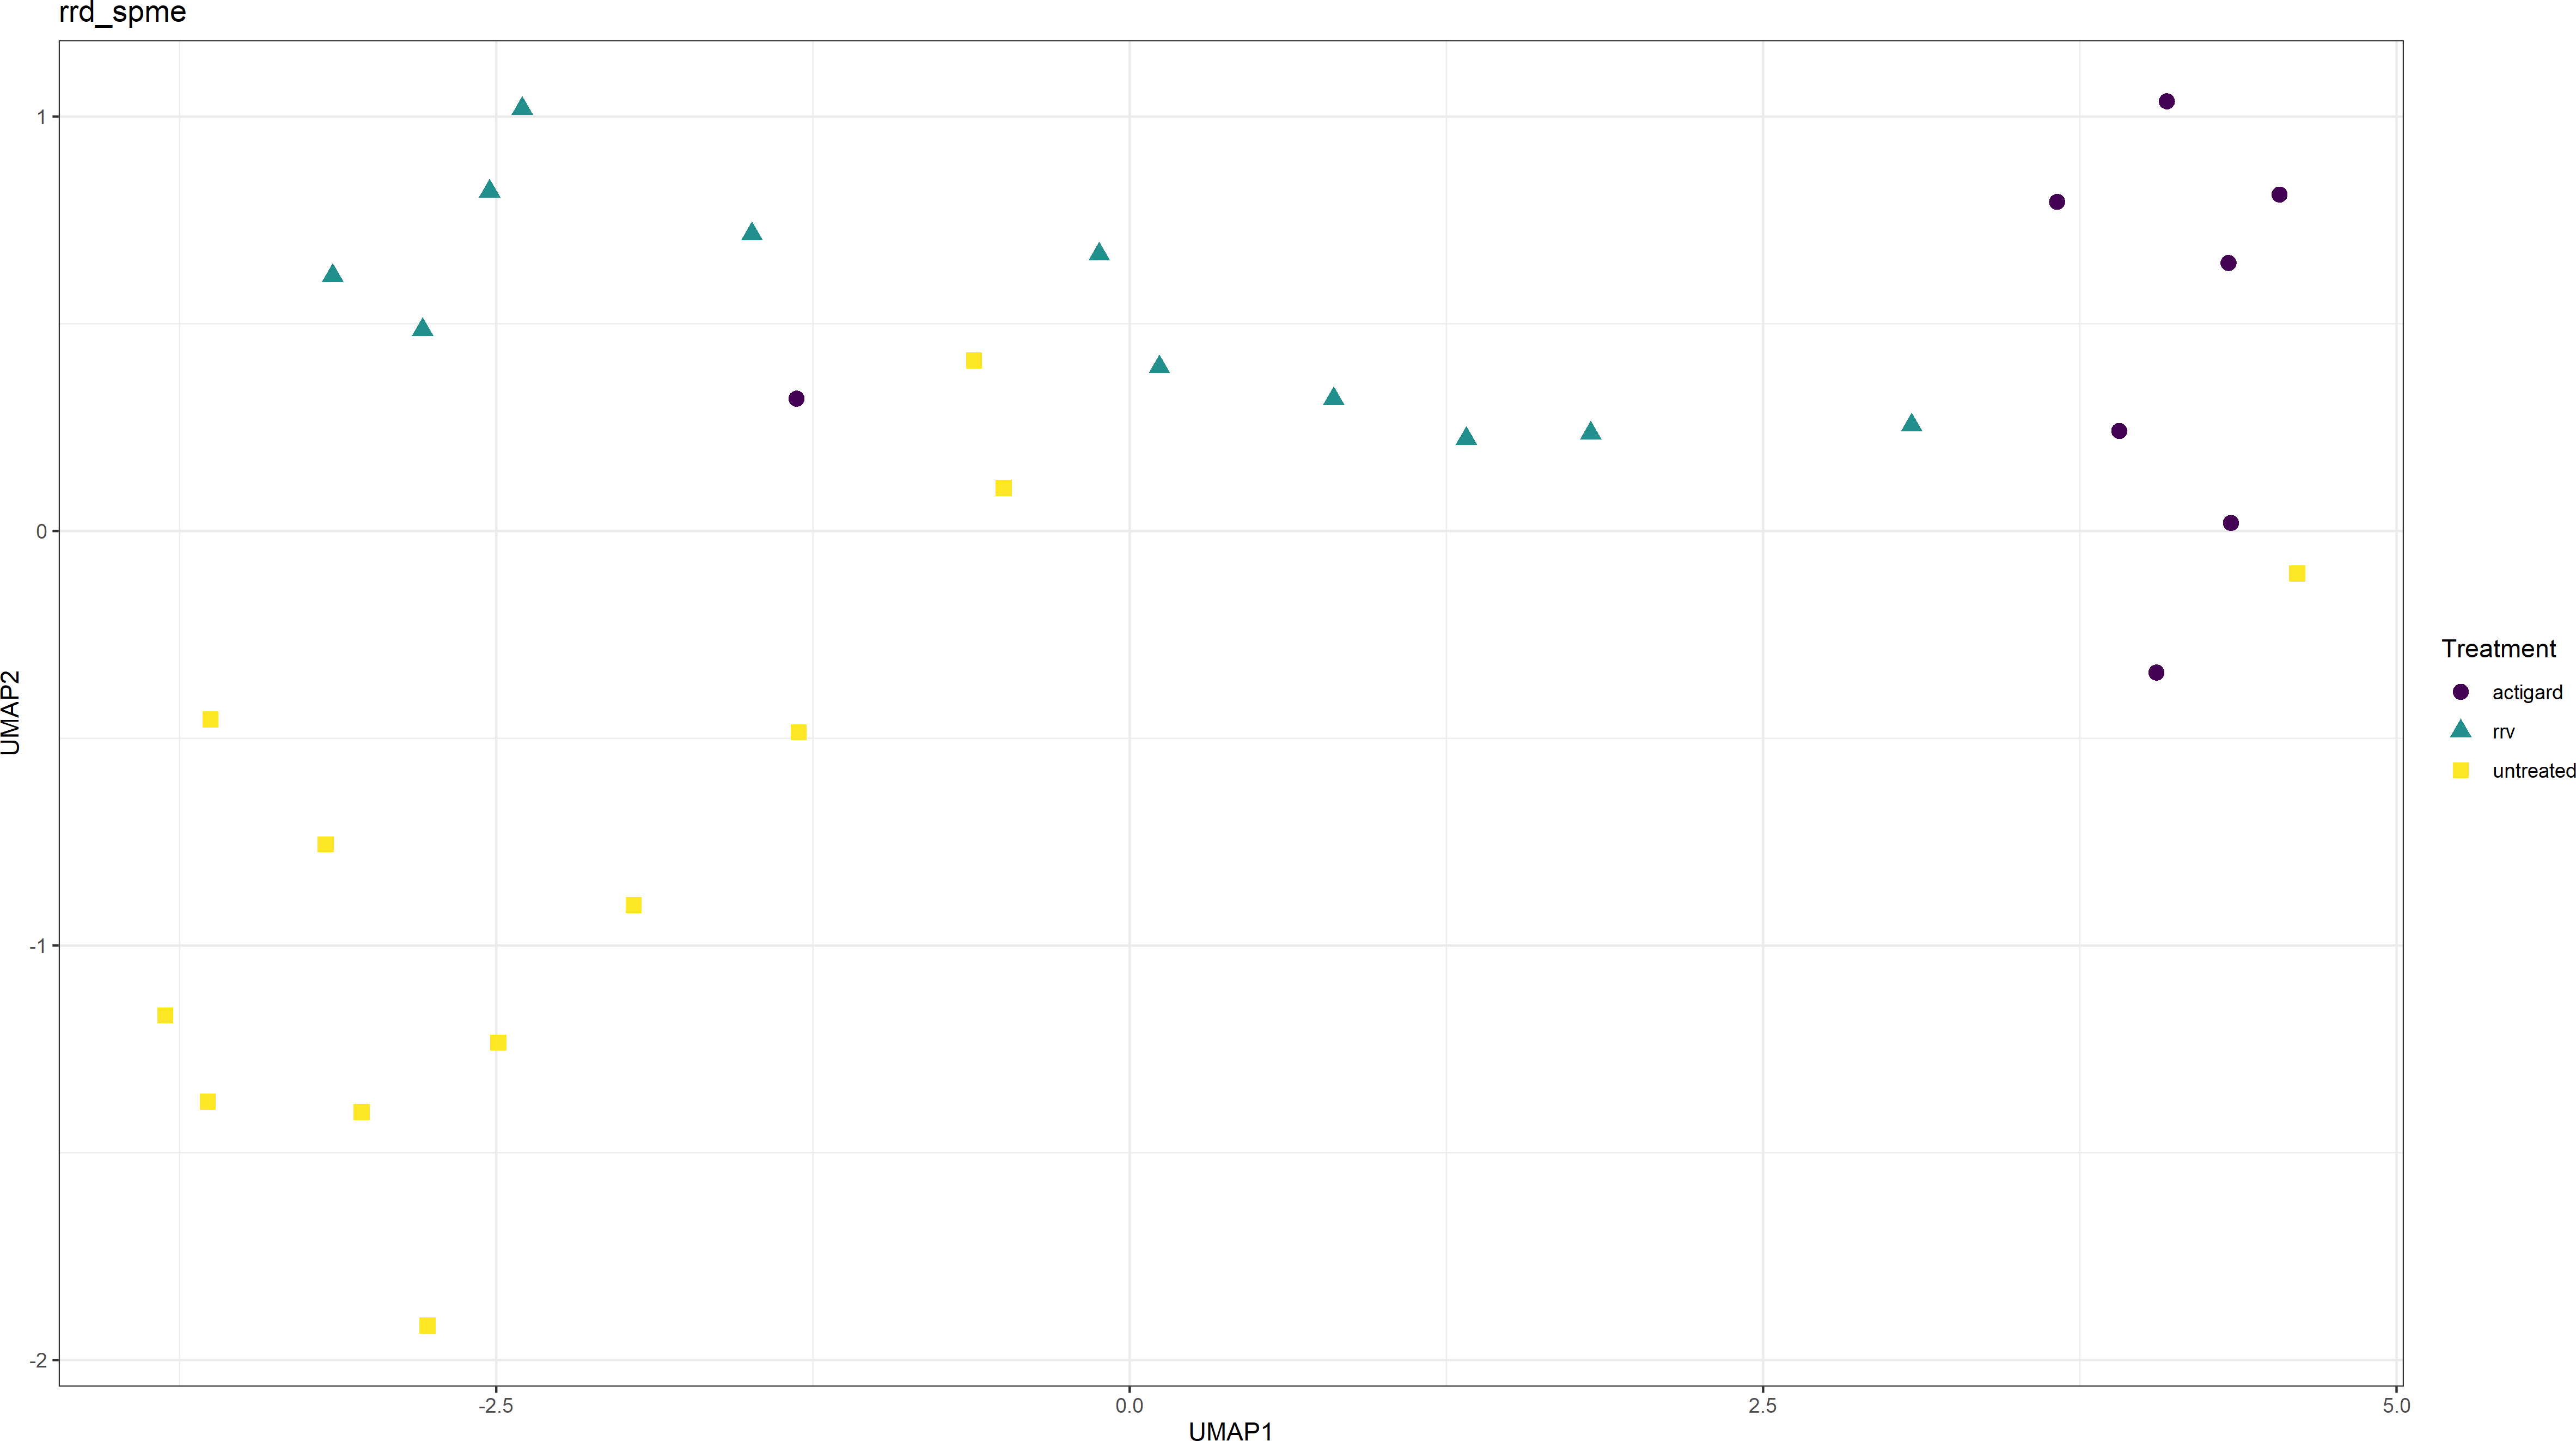 rrd_spme
1
0
-1
-2
UMAP2
-2.5
0.0
2.5
5.0
UMAP1
Treatment
actigard
rrv
untreated